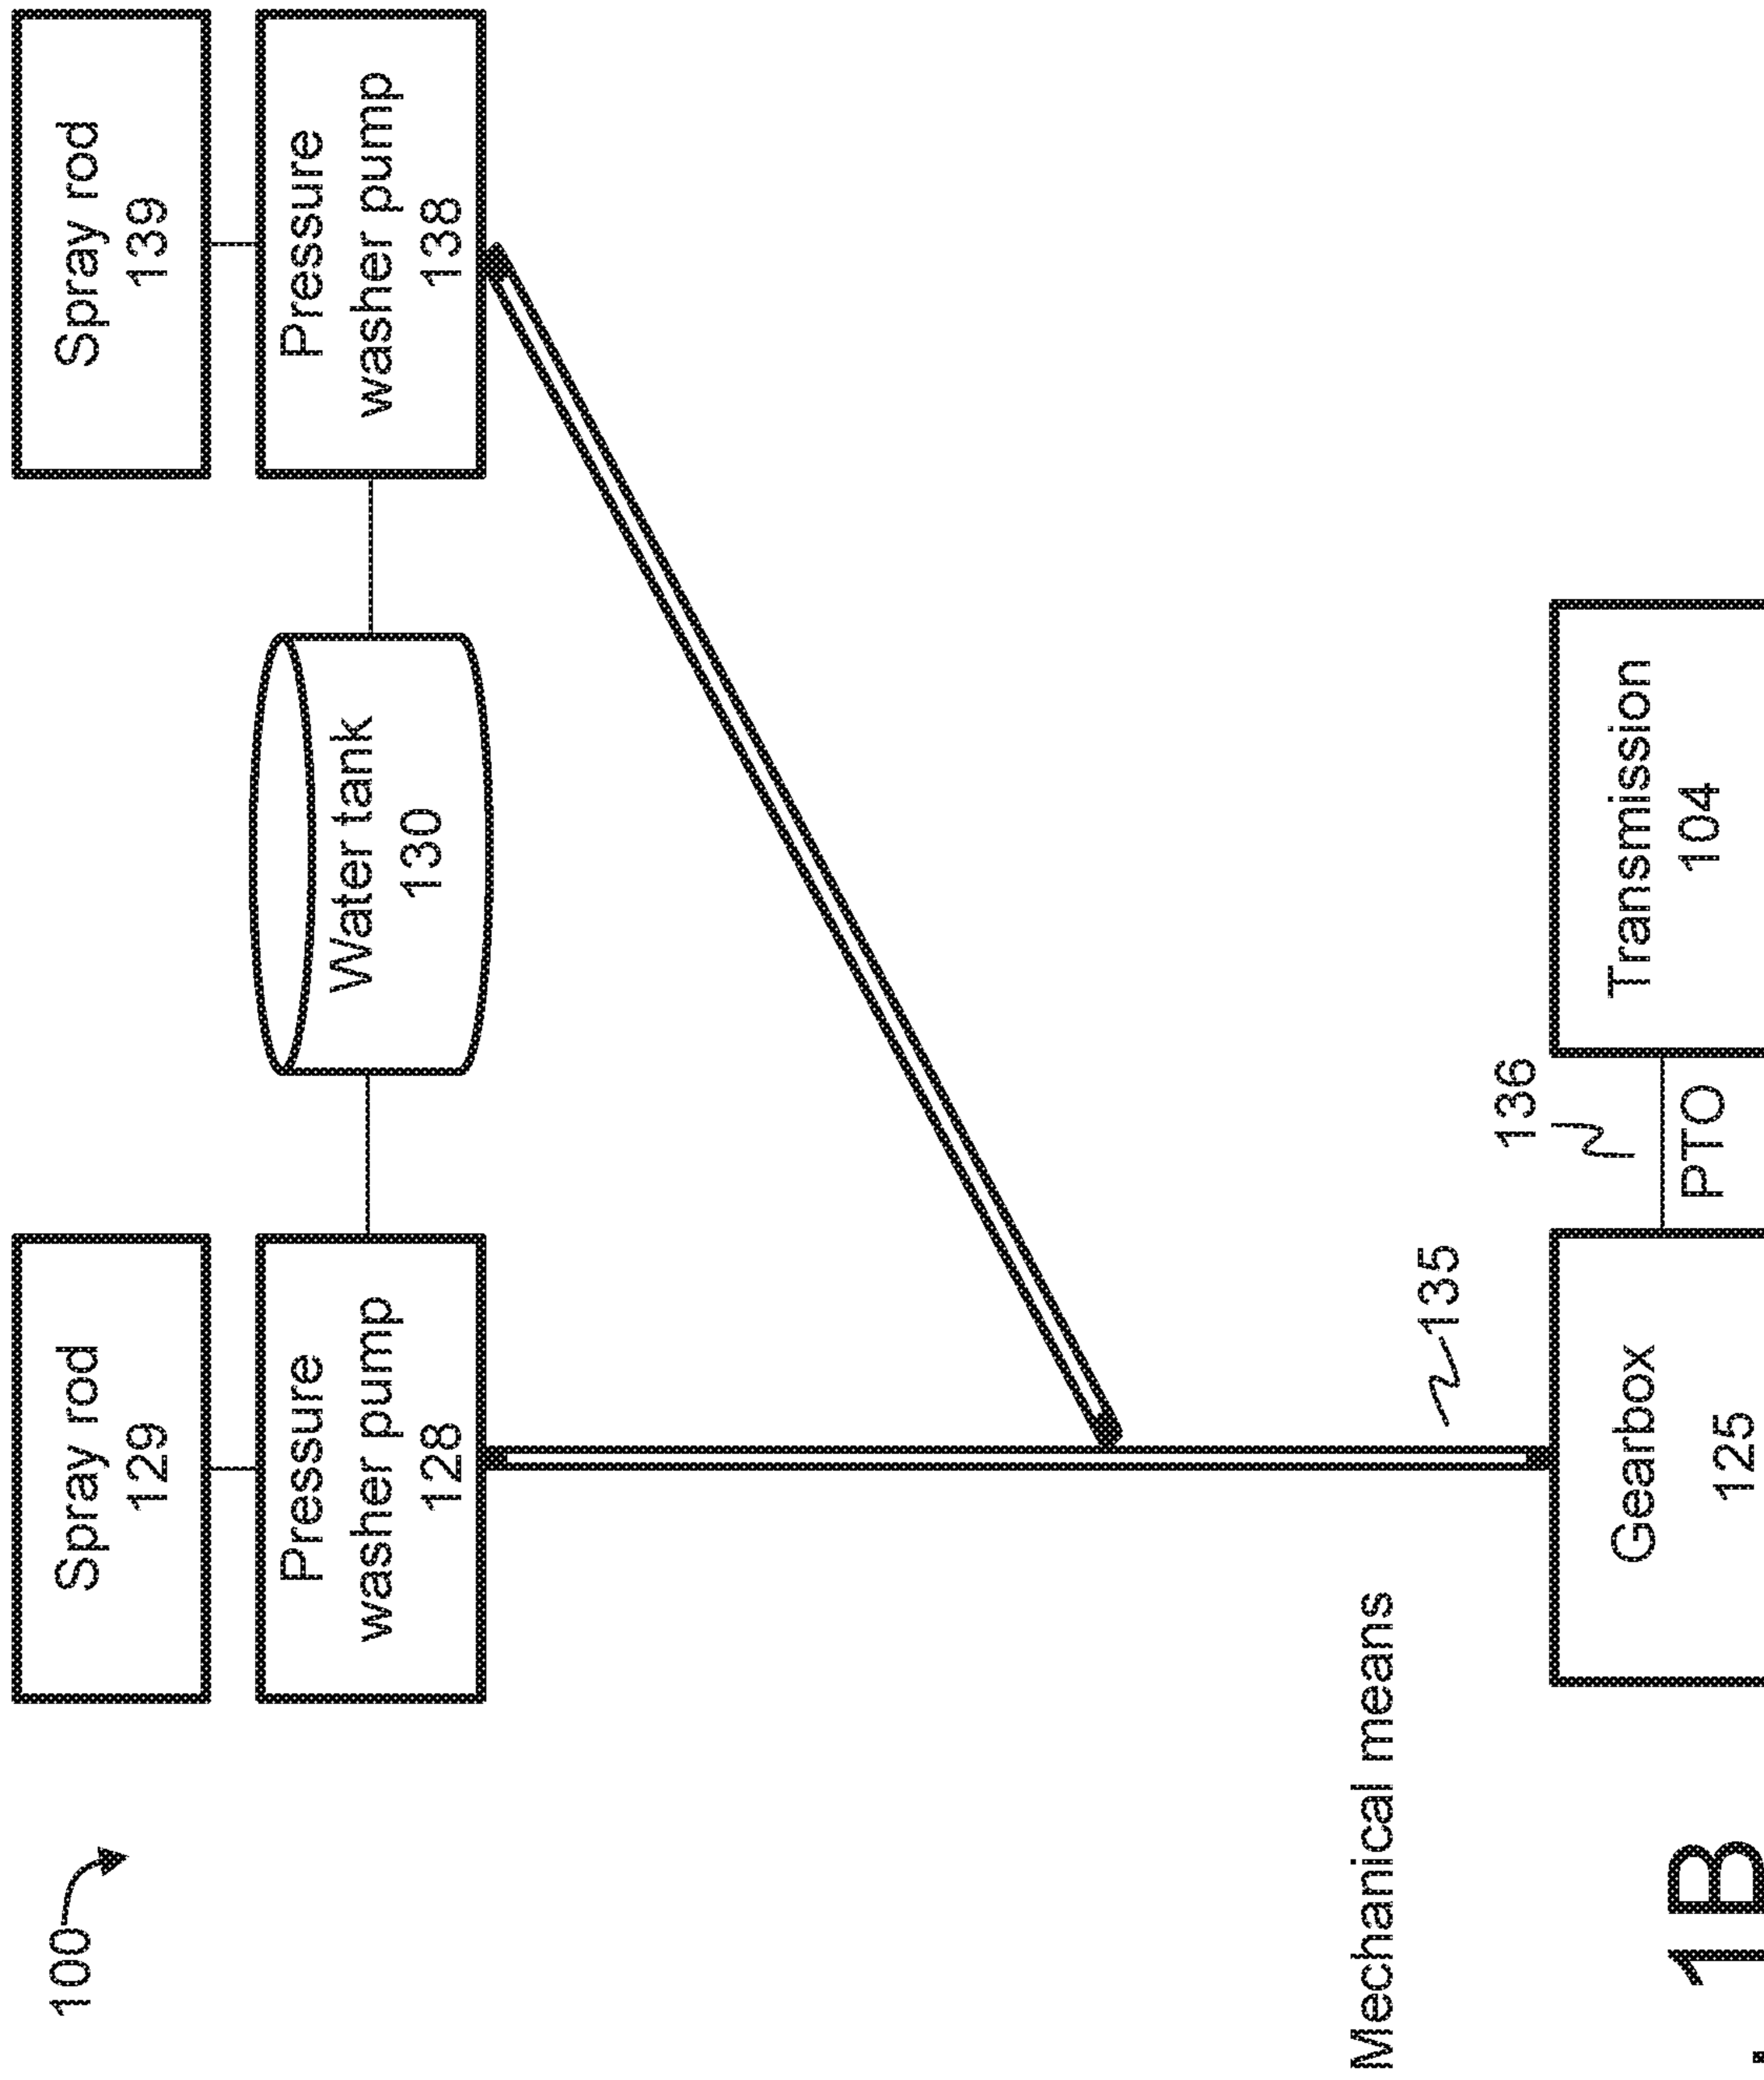 100
Spray rod
129
Spray rod
139
Pressure
washer pump
128
Water tank
130
Pressure
washer pump
138
Mechanical means
135
136
Gearbox
125
PTO
Transmission
104
. 1B